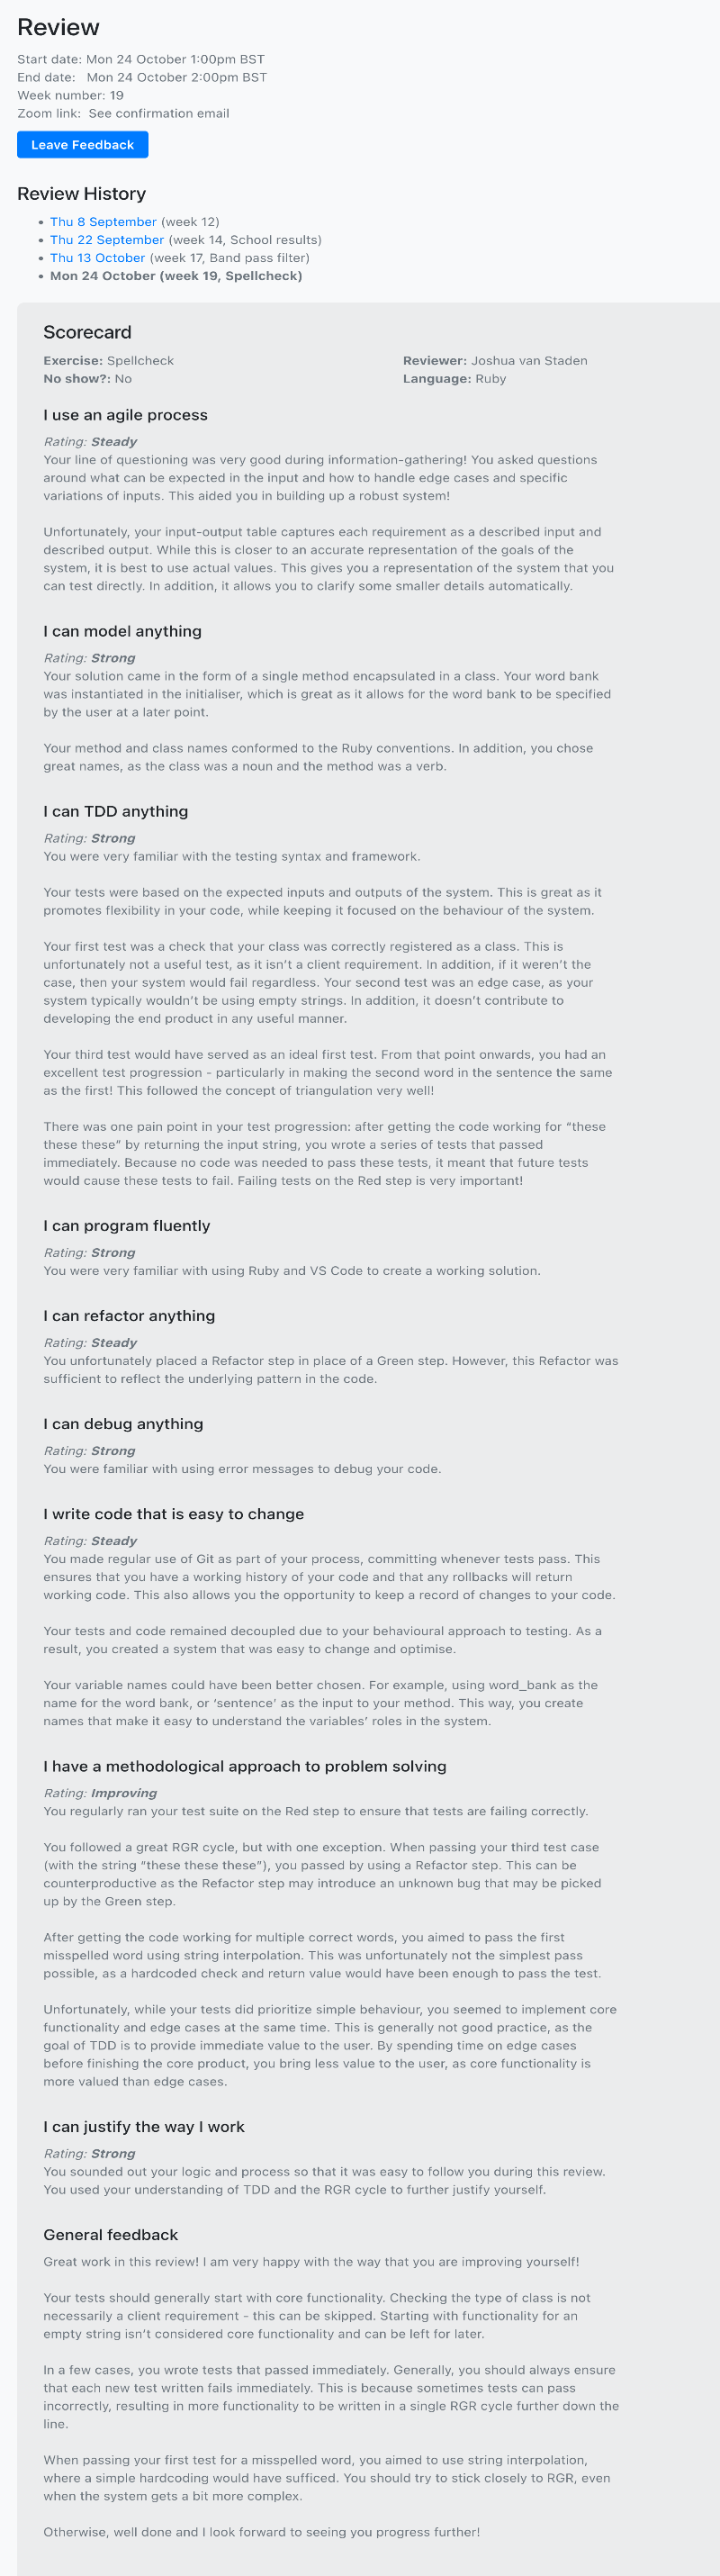 Review
Start date: Mon 24 October 1:00pm BST
End date: Mon 24 October 2:00pm BST
Week number: 19
Zoom link: See confirmation email
Leave Feedback
Review History
• Thu 8 September (week 12)
• Thu 22 September (week 14, School results)
• Thu 13 October (week 17, Band pass filter)
• Mon 24 October (week 19, Spellcheck)
Scorecard
Exercise: Spellcheck
Reviewer: Joshua van Staden
No show?: No
Language: Ruby
I use an agile process
Rating: Steady
Your line of questioning was very good during information-gathering! You asked questions
around what can be expected in the input and how to handle edge cases and specific
variations of inputs. This aided you in building up a robust system!
Unfortunately, your input-output table captures each requirement as a described input and
described output. While this is closer to an accurate representation of the goals of the
system, it is best to use actual values. This gives you a representation of the system that you
can test directly. In addition, it allows you to clarify some smaller details automatically.
I can model anything
Rating: Strong
Your solution came in the form of a single method encapsulated in a class. Your word bank
was instantiated in the initialiser, which is great as it allows for the word bank to be specified
by the user at a later point.
Your method and class names conformed to the Ruby conventions. In addition, you chose
great names, as the class was a noun and the method was a verb.
I can TDD anything
Rating: Strong
You were very familiar with the testing syntax and framework.
Your tests were based on the expected inputs and outputs of the system. This is great as it
promotes flexibility in your code, while keeping it focused on the behaviour of the system.
Your first test was a check that your class was correctly registered as a class. This is
unfortunately not a useful test, as it isn't a client requirement. In addition, if it weren't the
case, then your system would fail regardless. Your second test was an edge case, as your
system typically wouldn't be using empty strings. In addition, it doesn't contribute to
developing the end product in any useful manner.
Your third test would have served as an ideal first test. From that point onwards, you had an
excellent test progression - particularly in making the second word in the sentence the same
as the first! This followed the concept of triangulation very well!
There was one pain point in your test progression: after getting the code working for “these
these these” by returning the input string, you wrote a series of tests that passed
immediately. Because no code was needed to pass these tests, it meant that future tests
would cause these tests to fail. Failing tests on the Red step is very important!
I can program fluently
Rating: Strong
You were very familiar with using Ruby and VS Code to create a working solution.
I can refactor anything
Rating: Steady
You unfortunately placed a Refactor step in place of a Green step. However, this Refactor was
sufficient to reflect the underlying pattern in the code.
I can debug anything
Rating: Strong
You were familiar with using error messages to debug your code.
I write code that is easy to change
Rating: Steady
You made regular use of Git as part of your process, committing whenever tests pass. This
ensures that you have a working history of your code and that any rollbacks will return
working code. This also allows you the opportunity to keep a record of changes to your code.
Your tests and code remained decoupled due to your behavioural approach to testing. As a
result, you created a system that was easy to change and optimise.
Your variable names could have been better chosen. For example, using word_bank as the
name for the word bank, or ‘sentence’ as the input to your method. This way, you create
names that make it easy to understand the variables’ roles in the system.
I have a methodological approach to problem solving
Rating: Improving
You regularly ran your test suite on the Red step to ensure that tests are failing correctly.
You followed a great RGR cycle, but with one exception. When passing your third test case
(with the string “these these these”), you passed by using a Refactor step. This can be
counterproductive as the Refactor step may introduce an unknown bug that may be picked
up by the Green step.
After getting the code working for multiple correct words, you aimed to pass the first
misspelled word using string interpolation. This was unfortunately not the simplest pass
possible, as a hardcoded check and return value would have been enough to pass the test.
Unfortunately, while your tests did prioritize simple behaviour, you seemed to implement core
functionality and edge cases at the same time. This is generally not good practice, as the
goal of TDD is to provide immediate value to the user. By spending time on edge cases
before finishing the core product, you bring less value to the user, as core functionality is
more valued than edge cases.
I can justify the way I work
Rating: Strong
You sounded out your logic and process so that it was easy to follow you during this review.
You used your understanding of TDD and the RGR cycle to further justify yourself.
General feedback
Great work in this review! I am very happy with the way that you are improving yourself!
Your tests should generally start with core functionality. Checking the type of class is not
necessarily a client requirement - this can be skipped. Starting with functionality for an
empty string isn't considered core functionality and can be left for later.
In a few cases, you wrote tests that passed immediately. Generally, you should always ensure
that each new test written fails immediately. This is because sometimes tests can pass
incorrectly, resulting in more functionality to be written in a single RGR cycle further down the
line.
When passing your first test for a misspelled word, you aimed to use string interpolation,
where a simple hardcoding would have sufficed. You should try to stick closely to RGR, even
when the system gets a bit more complex.
Otherwise, well done and I look forward to seeing you progress further!